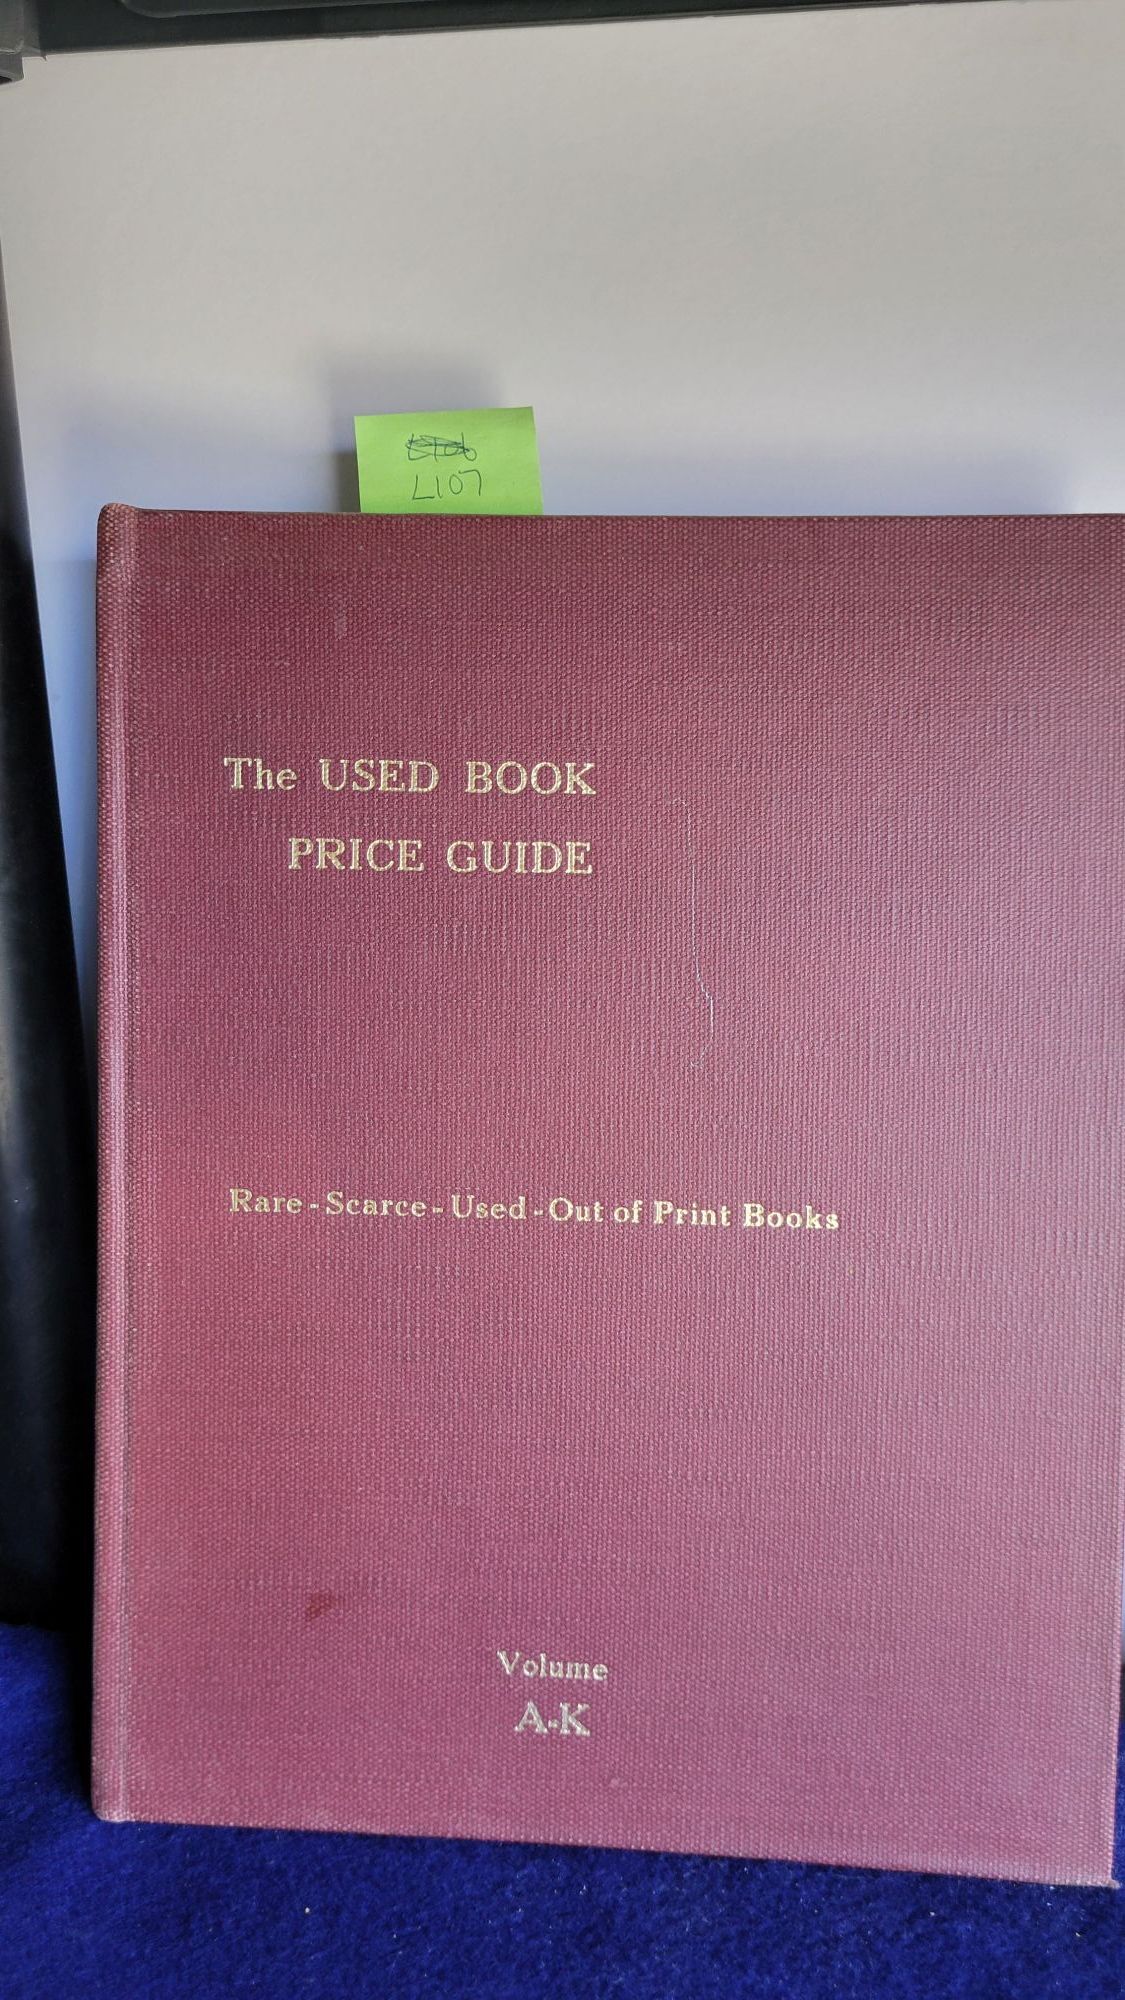 L107
The USED BOOK
PRICE GUIDE
Rare-Scarce-Used-Out of Print Books
Volume
A-K